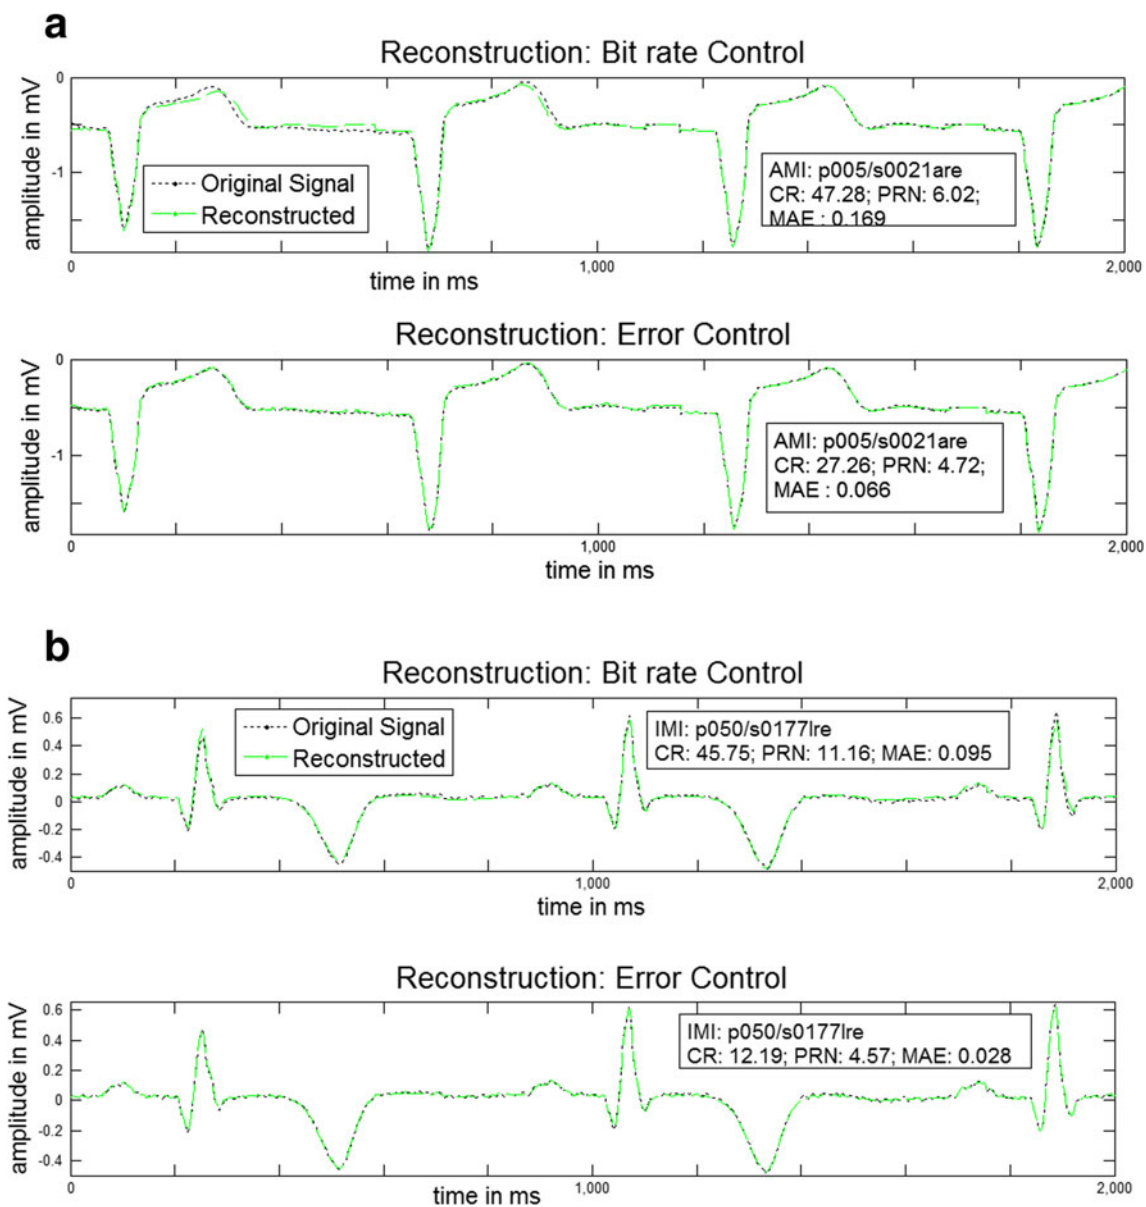 a
Reconstruction: Bit rate Control
amplitude in mV
0
-1
Original Signal
Reconstructed
AMI: p005/s0021are
CR: 47.28; PRN: 6.02;
MAE : 0.169
0
1,000
2,000
time in ms
Reconstruction: Error Control
amplitude in mV
0
-1
AMI: p005/s0021are
CR: 27.26; PRN: 4.72;
MAE : 0.066
0
1,000
2,000
time in ms
b
Reconstruction: Bit rate Control
amplitude in mV
0.6
0.4
0.2
0
-0.2
-0.4
Original Signal
Reconstructed
IMI: p050/s0177lre
CR: 45.75; PRN: 11.16; MAE: 0.095
0
1,000
2,000
time in ms
Reconstruction: Error Control
amplitude in mV
0.6
0.4
0.2
0
-0.2
-0.4
IMI: p050/s0177lre
CR: 12.19; PRN: 4.57; MAE: 0.028
0
1,000
2,000
time in ms